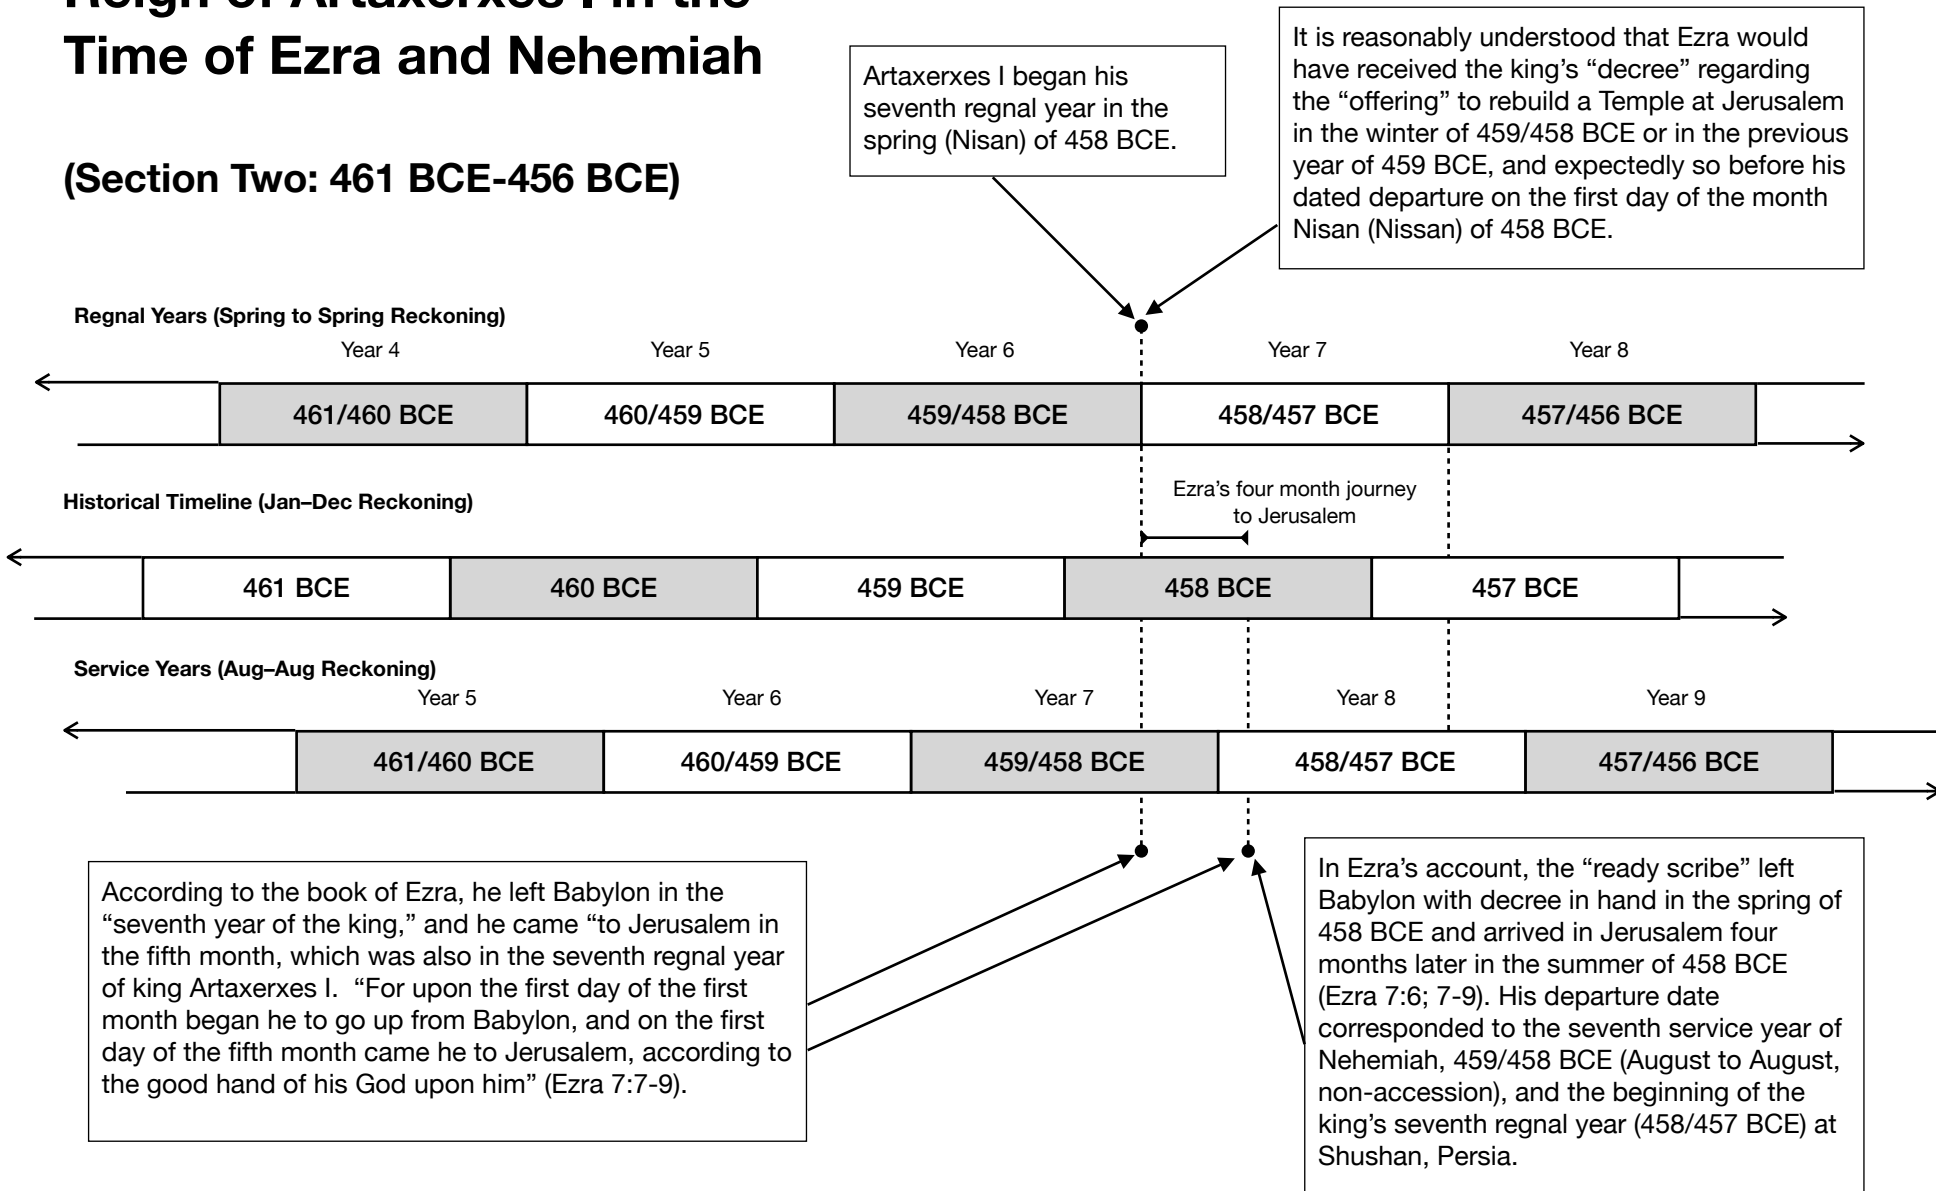 Reign of Artaxerxes I in the
Time of Ezra and Nehemiah
(Section Two: 461 BCE-456 BCE)
Artaxerxes I began his
seventh regnal year in the
spring (Nisan) of 458 BCE.
It is reasonably understood that Ezra would
have received the king’s “decree” regarding
the “offering” to rebuild a Temple at Jerusalem
in the winter of 459/458 BCE or in the previous
year of 459 BCE, and expectedly so before his
dated departure on the first day of the month
Nisan (Nissan) of 458 BCE.
Regnal Years (Spring to Spring Reckoning)
Year 4 Year 5 Year 6 Year 7 Year 8
461/460 BCE 460/459 BCE 459/458 BCE 458/457 BCE 457/456 BCE
Historical Timeline (Jan–Dec Reckoning)
Ezra’s four month journey
to Jerusalem
461 BCE 460 BCE 459 BCE 458 BCE 457 BCE
Service Years (Aug–Aug Reckoning)
Year 5 Year 6 Year 7 Year 8 Year 9
461/460 BCE 460/459 BCE 459/458 BCE 458/457 BCE 457/456 BCE
According to the book of Ezra, he left Babylon in the
“seventh year of the king,” and he came “to Jerusalem in
the fifth month, which was also in the seventh regnal year
of king Artaxerxes I.  “For upon the first day of the first
month began he to go up from Babylon, and on the first
day of the fifth month came he to Jerusalem, according to
the good hand of his God upon him” (Ezra 7:7-9).
In Ezra’s account, the “ready scribe” left
Babylon with decree in hand in the spring of
458 BCE and arrived in Jerusalem four
months later in the summer of 458 BCE
(Ezra 7:6; 7-9). His departure date
corresponded to the seventh service year of
Nehemiah, 459/458 BCE (August to August,
non-accession), and the beginning of the
king’s seventh regnal year (458/457 BCE) at
Shushan, Persia.